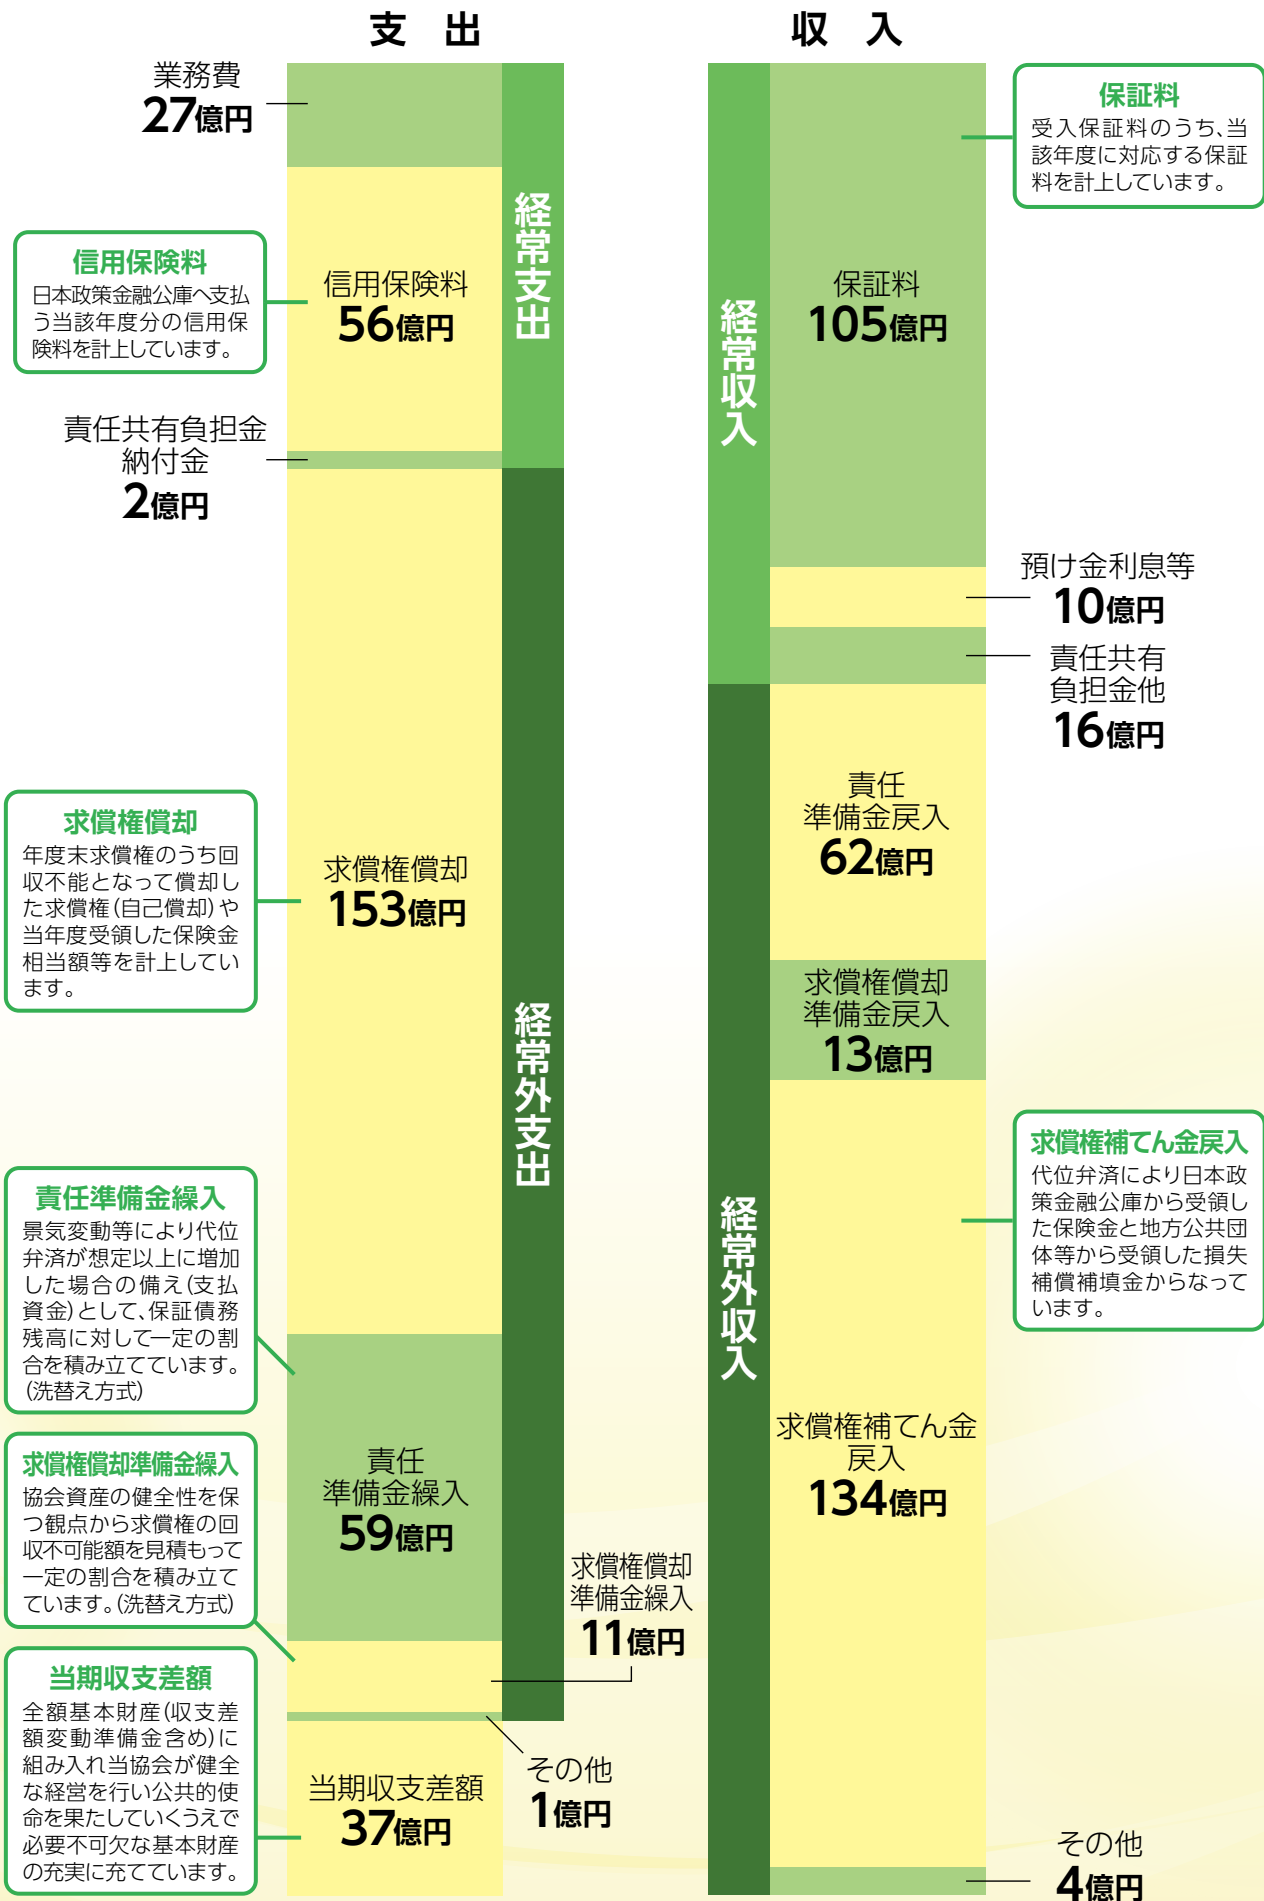 支 出
業務費
27億円
信用保険料
日本政策金融公庫へ支払
う当該年度分の信用保
険料を計上しています。
信用保険料
56億円
責任共有負担金
納付金
2億円
経常支出
求償権償却
年度末求償権のうち回
収不能となって償却し
た求償権(自己償却)や
当年度受領した保険金
相当額等を計上してい
ます。
求償権償却
153億円
経常外支出
責任準備金繰入
景気変動等により代位
弁済が想定以上に増加
した場合の備え(支払
資金)として、保証債務
残高に対して一定の割
合を積み立てています。
(洗替え方式)
責任
準備金繰入
59億円
求償権償却準備金繰入
協会資産の健全性を保
つ観点から求償権の回
収不可能額を見積もって
一定の割合を積み立て
ています。(洗替え方式)
求償権償却
準備金繰入
11億円
当期収支差額
全額基本財産(収支差
額変動準備金含め)に
組み入れ当協会が健全
な経営を行い公共的使
命を果たしていくうえで
必要不可欠な基本財産
の充実に充てています。
当期収支差額
37億円
その他
1億円
収 入
保証料
受入保証料のうち、当
該年度に対応する保証
料を計上しています。
保証料
105億円
経常収入
預け金利息等
10億円
責任共有
負担金他
16億円
責任
準備金戻入
62億円
求償権償却
準備金戻入
13億円
経常外収入
求償権補てん金戻入
代位弁済により日本政
策金融公庫から受領し
た保険金と地方公共団
体等から受領した損失
補償補填金からなって
います。
求償権補てん金
戻入
134億円
その他
4億円